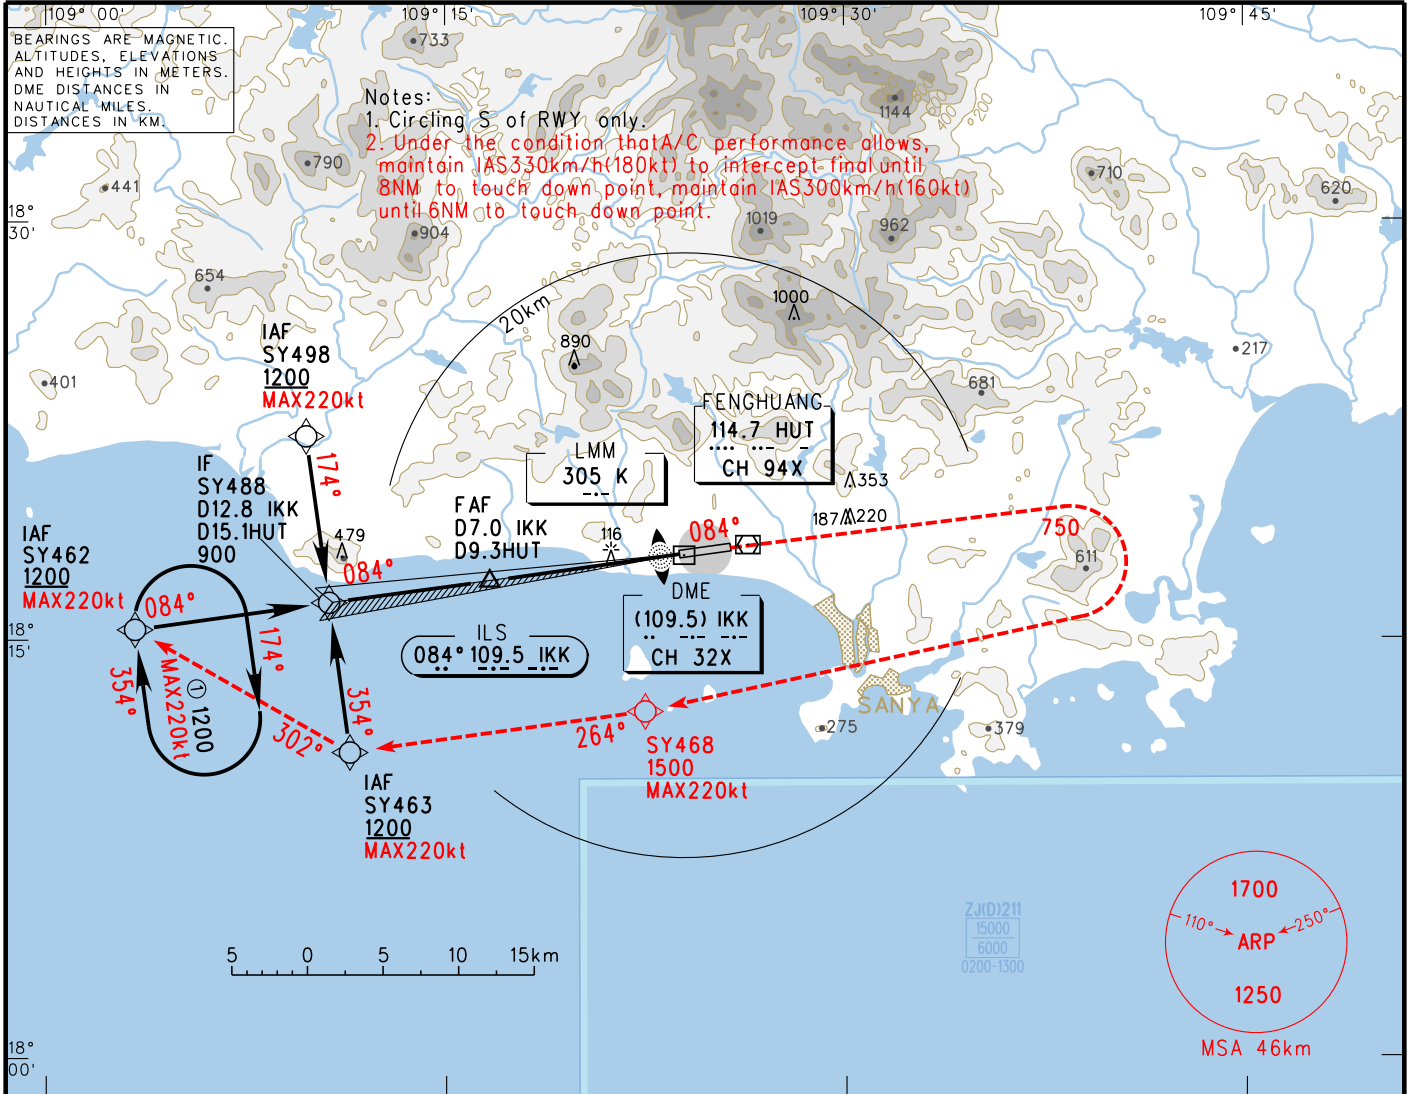 109° 00'
109° 15'
109° 30'
109° 45'
BEARINGS ARE MAGNETIC.
ALTITUDES, ELEVATIONS
AND HEIGHTS IN METERS.
DME DISTANCES IN
NAUTICAL MILES.
DISTANCES IN KM.
733
Notes:
1. Circling S of RWY only.
2. Under the condition thatA/C performance allows,
maintain IAS330km/h(180kt) to intercept final until
8NM to touch down point, maintain IAS300km/h(160kt)
until 6NM to touch down point.
1144
400
200
790
441
710
620
18°
30'
904
1019
962
654
20km
1000
890
217
401
681
IAF
SY498
1200
MAX220kt
FENGHUANG
114.7 HUT
CH 94X
LMM
305 K
174°
IF
SY488
D12.8 IKK
D15.1HUT
900
353
187
220
FAF
D7.0 IKK
D9.3HUT
116
479
084°
750
611
IAF
SY462
1200
MAX220kt
084°
084°
DME
(109.5) IKK
CH 32X
ILS
084° 109.5 IKK
18°
15'
174°
354°
① 1200
MAX220kt
354°
302°
264°
SY468
1500
MAX220kt
SANYA
275
379
IAF
SY463
1200
MAX220kt
1700
110°
250°
ARP
1250
MSA 46km
ZJ(D)211
15000
6000
0200-1300
5 0 5 10 15km
18°
00'